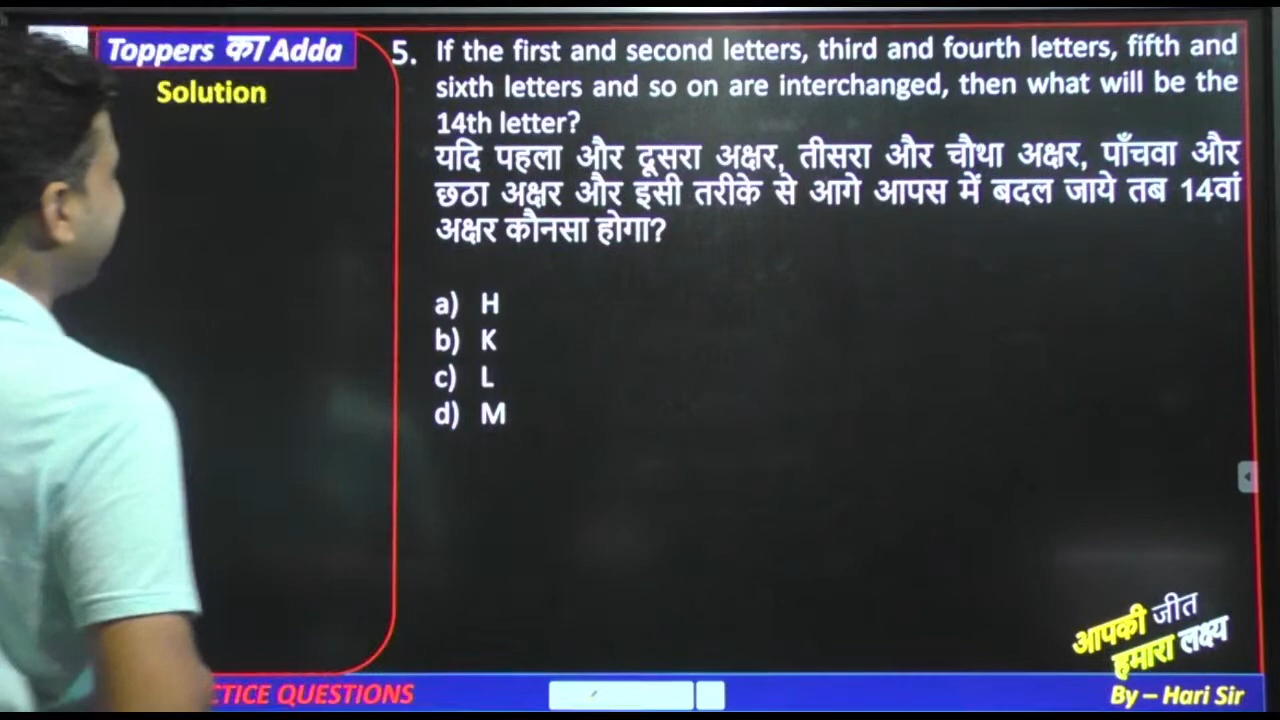 Toppers का Adda
Solution
5. If the first and second letters, third and fourth letters, fifth and
sixth letters and so on are interchanged, then what will be the
14th letter?
यदि पहला और दूसरा अक्षर, तीसरा और चौथा अक्षर, पाँचवा और
छठा अक्षर और इसी तरीके से आगे आपस में बदल जाये तब 14वां
अक्षर कौनसा होगा?
a) H
b) K
c) L
d) M
आपकी जीत
हमारा लक्ष्य
QUESTIONS
By – Hari Sir